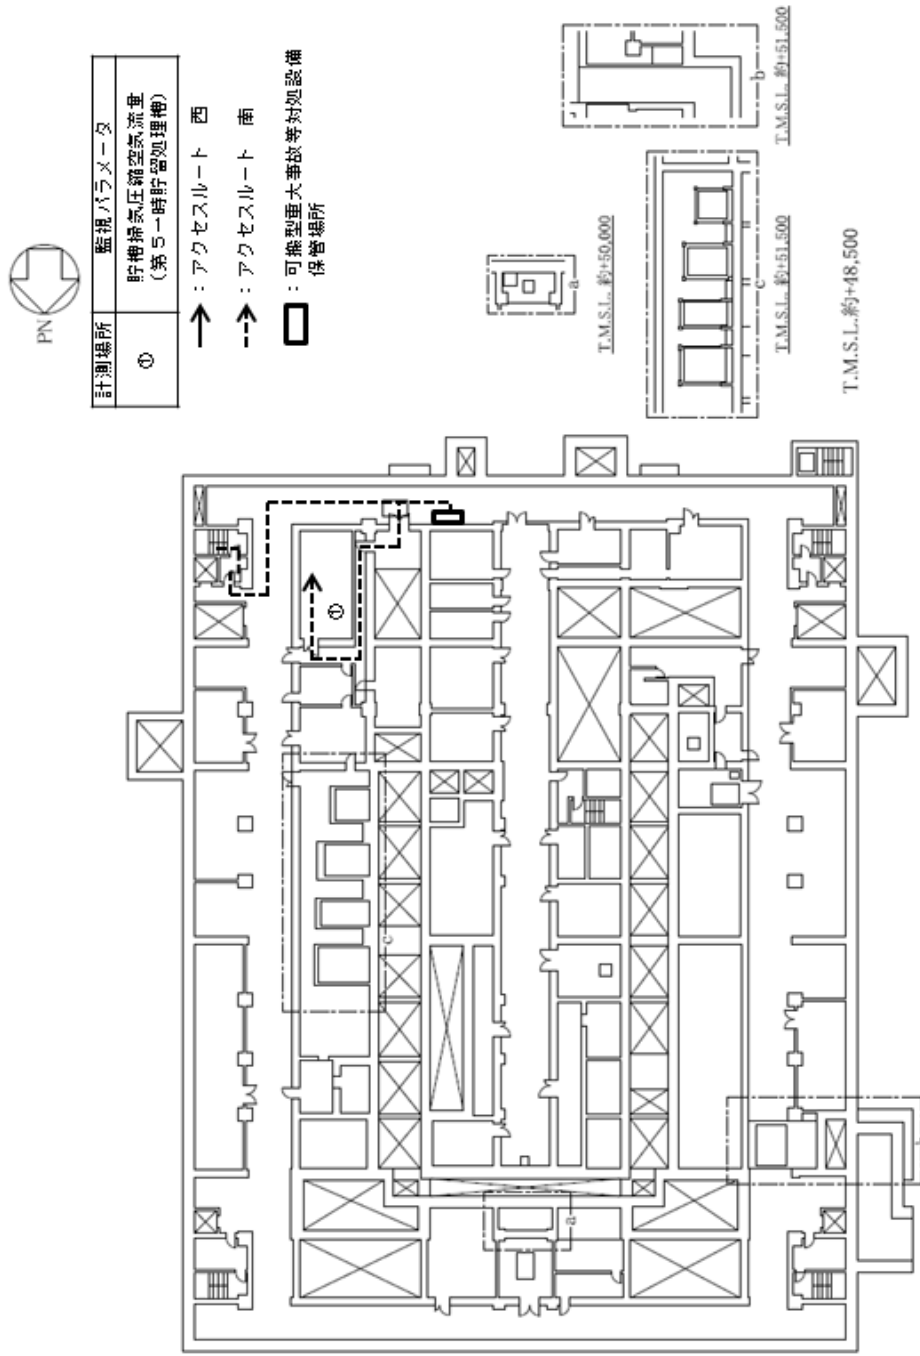 PN
計測場所 監視パラメータ
① 貯槽掃気圧縮空気流量
(第5一時貯留処理槽)
：アクセスルート 西
：アクセスルート 南
：可搬型重大事故等対処設備
保管場所
a
T.M.S.L. 約+50,000
b
T.M.S.L. 約+51,500
c
T.M.S.L. 約+51,500
T.M.S.L.約+48,500
①
c
a